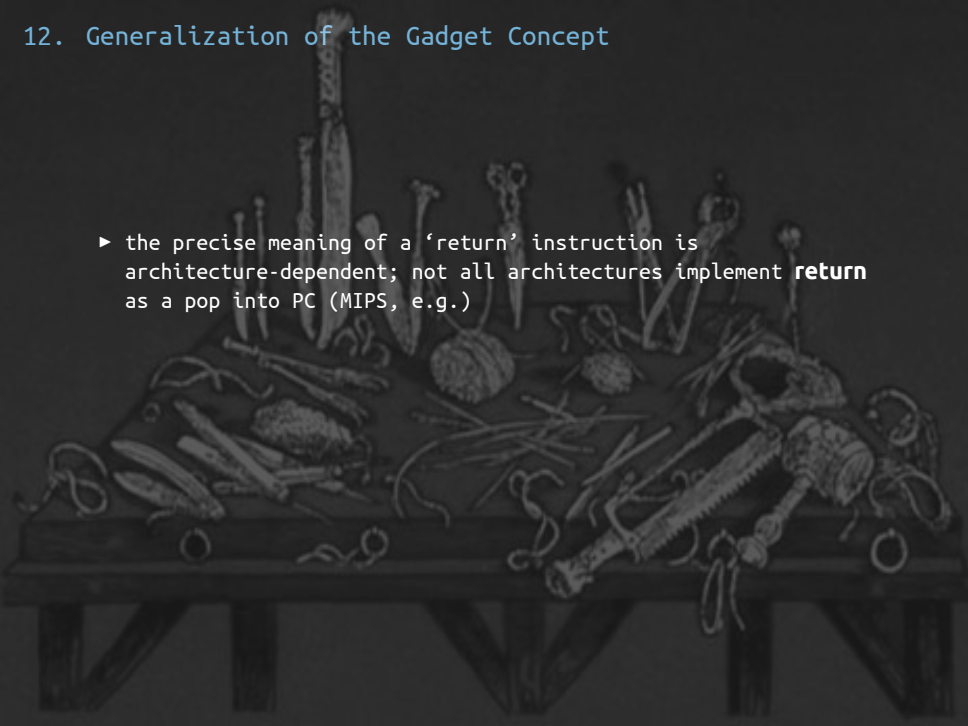 12. Generalization of the Gadget Concept
▶ the precise meaning of a ‘return’ instruction is
architecture-dependent; not all architectures implement return
as a pop into PC (MIPS, e.g.)